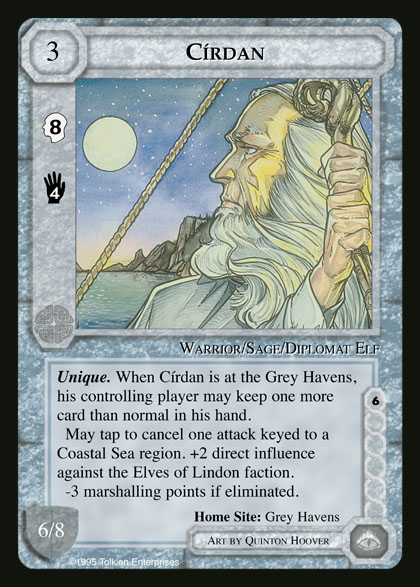 3
CÍRDAN
8
4
WARRIOR/SAGE/DIPLOMAT ELF
Unique. When Círdan is at the Grey Havens,
his controlling player may keep one more
card than normal in his hand.
May tap to cancel one attack keyed to a
Coastal Sea region. +2 direct influence
against the Elves of Lindon faction.
-3 marshalling points if eliminated.
6
Home Site: Grey Havens
6/8
©1995 Tolkien Enterprises
ART BY QUINTON HOOVER